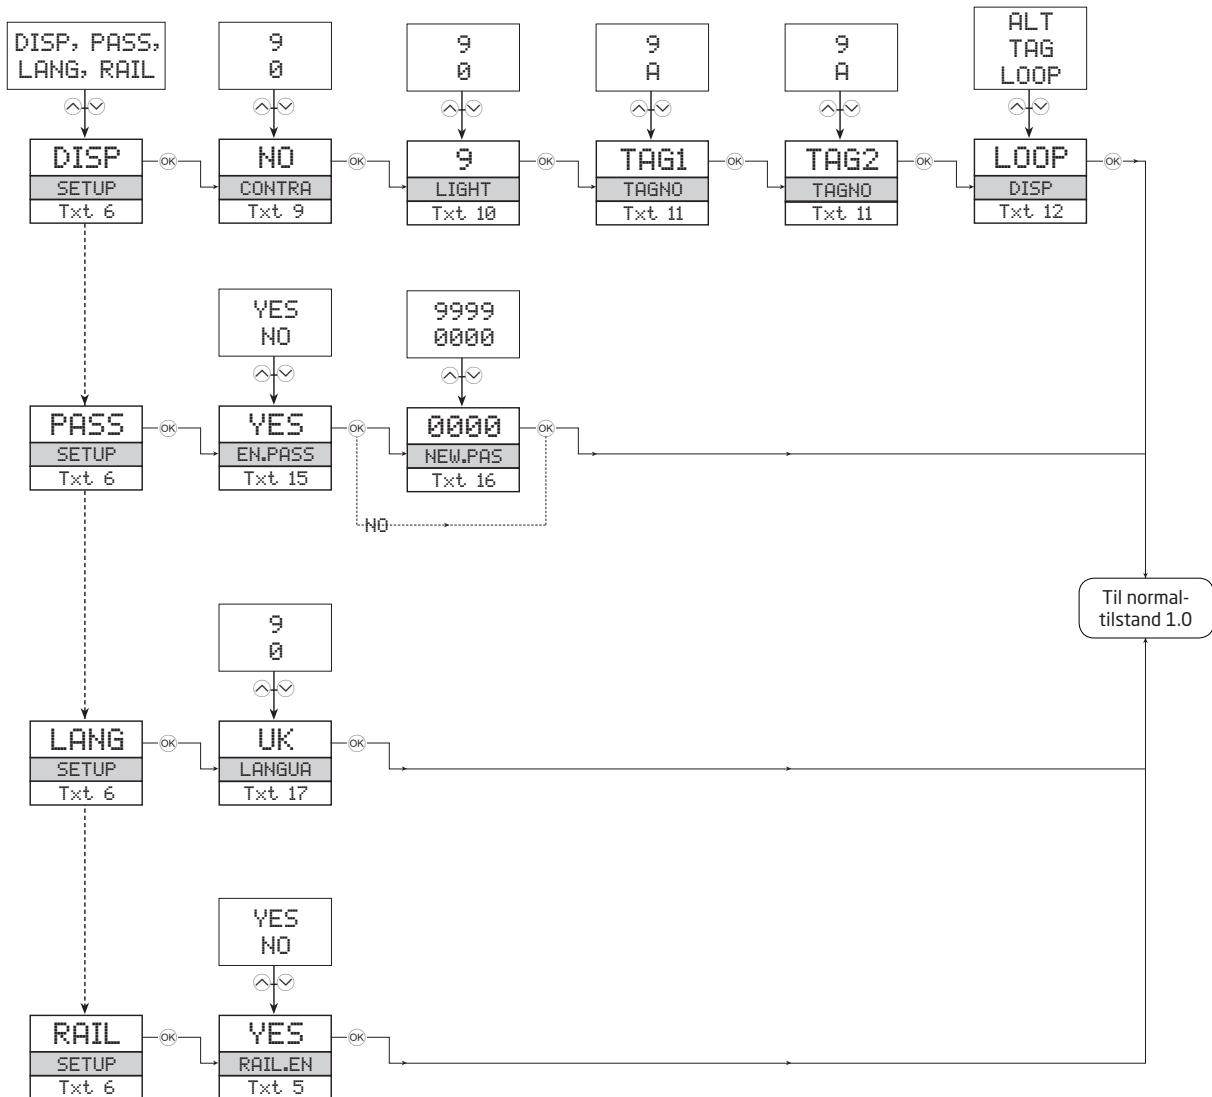 DISP, PASS,
LANG, RAIL
9
0
9
0
9
A
9
A
ALT
TAG
LOOP
DISP
SETUP
Txt 6
OK
NO
CONTRA
Txt 9
OK
9
LIGHT
Txt 10
OK
TAG1
TAGNO
Txt 11
OK
TAG2
TAGNO
Txt 11
OK
LOOP
DISP
Txt 12
OK
YES
NO
9999
0000
PASS
SETUP
Txt 6
OK
YES
EN.PASS
Txt 15
OK
0000
NEW.PAS
Txt 16
OK
NO
Til normal-
tilstand 1.0
9
0
LANG
SETUP
Txt 6
OK
UK
LANGUA
Txt 17
OK
YES
NO
RAIL
SETUP
Txt 6
OK
YES
RAIL.EN
Txt 5
OK